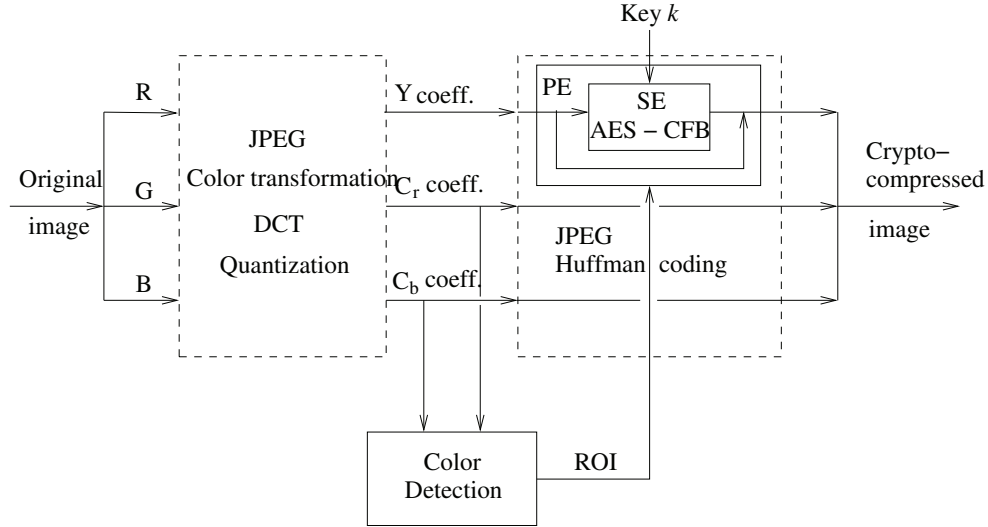 Key k
R
Y coeff.
PE
SE
AES – CFB
JPEG
Color transformation
Original
image
G
C_r coeff.
Crypto–
compressed
image
DCT
Quantization
JPEG
Huffman coding
B
C_b coeff.
Color
Detection
ROI